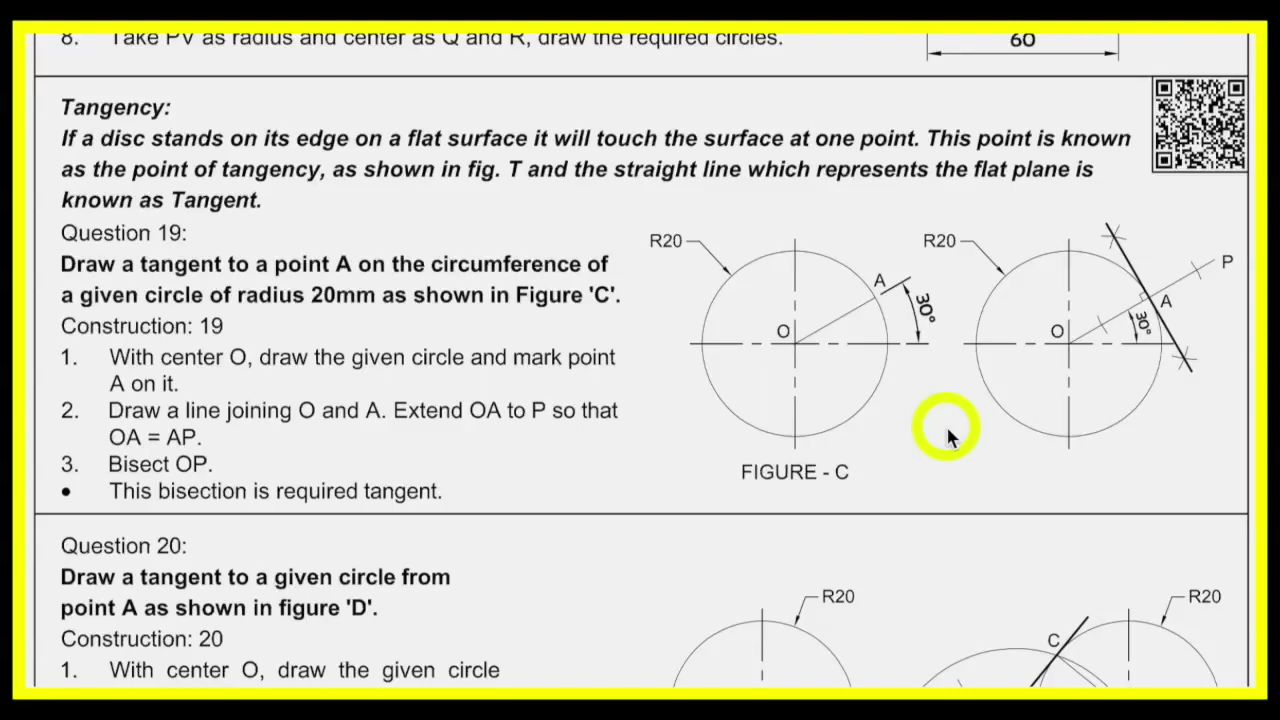 8. Take PV as radius and center as Q and R, draw the required circles.
60
Tangency:
If a disc stands on its edge on a flat surface it will touch the surface at one point. This point is known
as the point of tangency, as shown in fig. T and the straight line which represents the flat plane is
known as Tangent.
Question 19:
Draw a tangent to a point A on the circumference of
a given circle of radius 20mm as shown in Figure 'C'.
Construction: 19
1. With center O, draw the given circle and mark point
A on it.
2. Draw a line joining O and A. Extend OA to P so that
OA = AP.
3. Bisect OP.
• This bisection is required tangent.
R20
A
30°
O
FIGURE - C
R20
P
A
30°
O
Question 20:
Draw a tangent to a given circle from
point A as shown in figure 'D'.
Construction: 20
1. With center O, draw the given circle
R20
R20
C